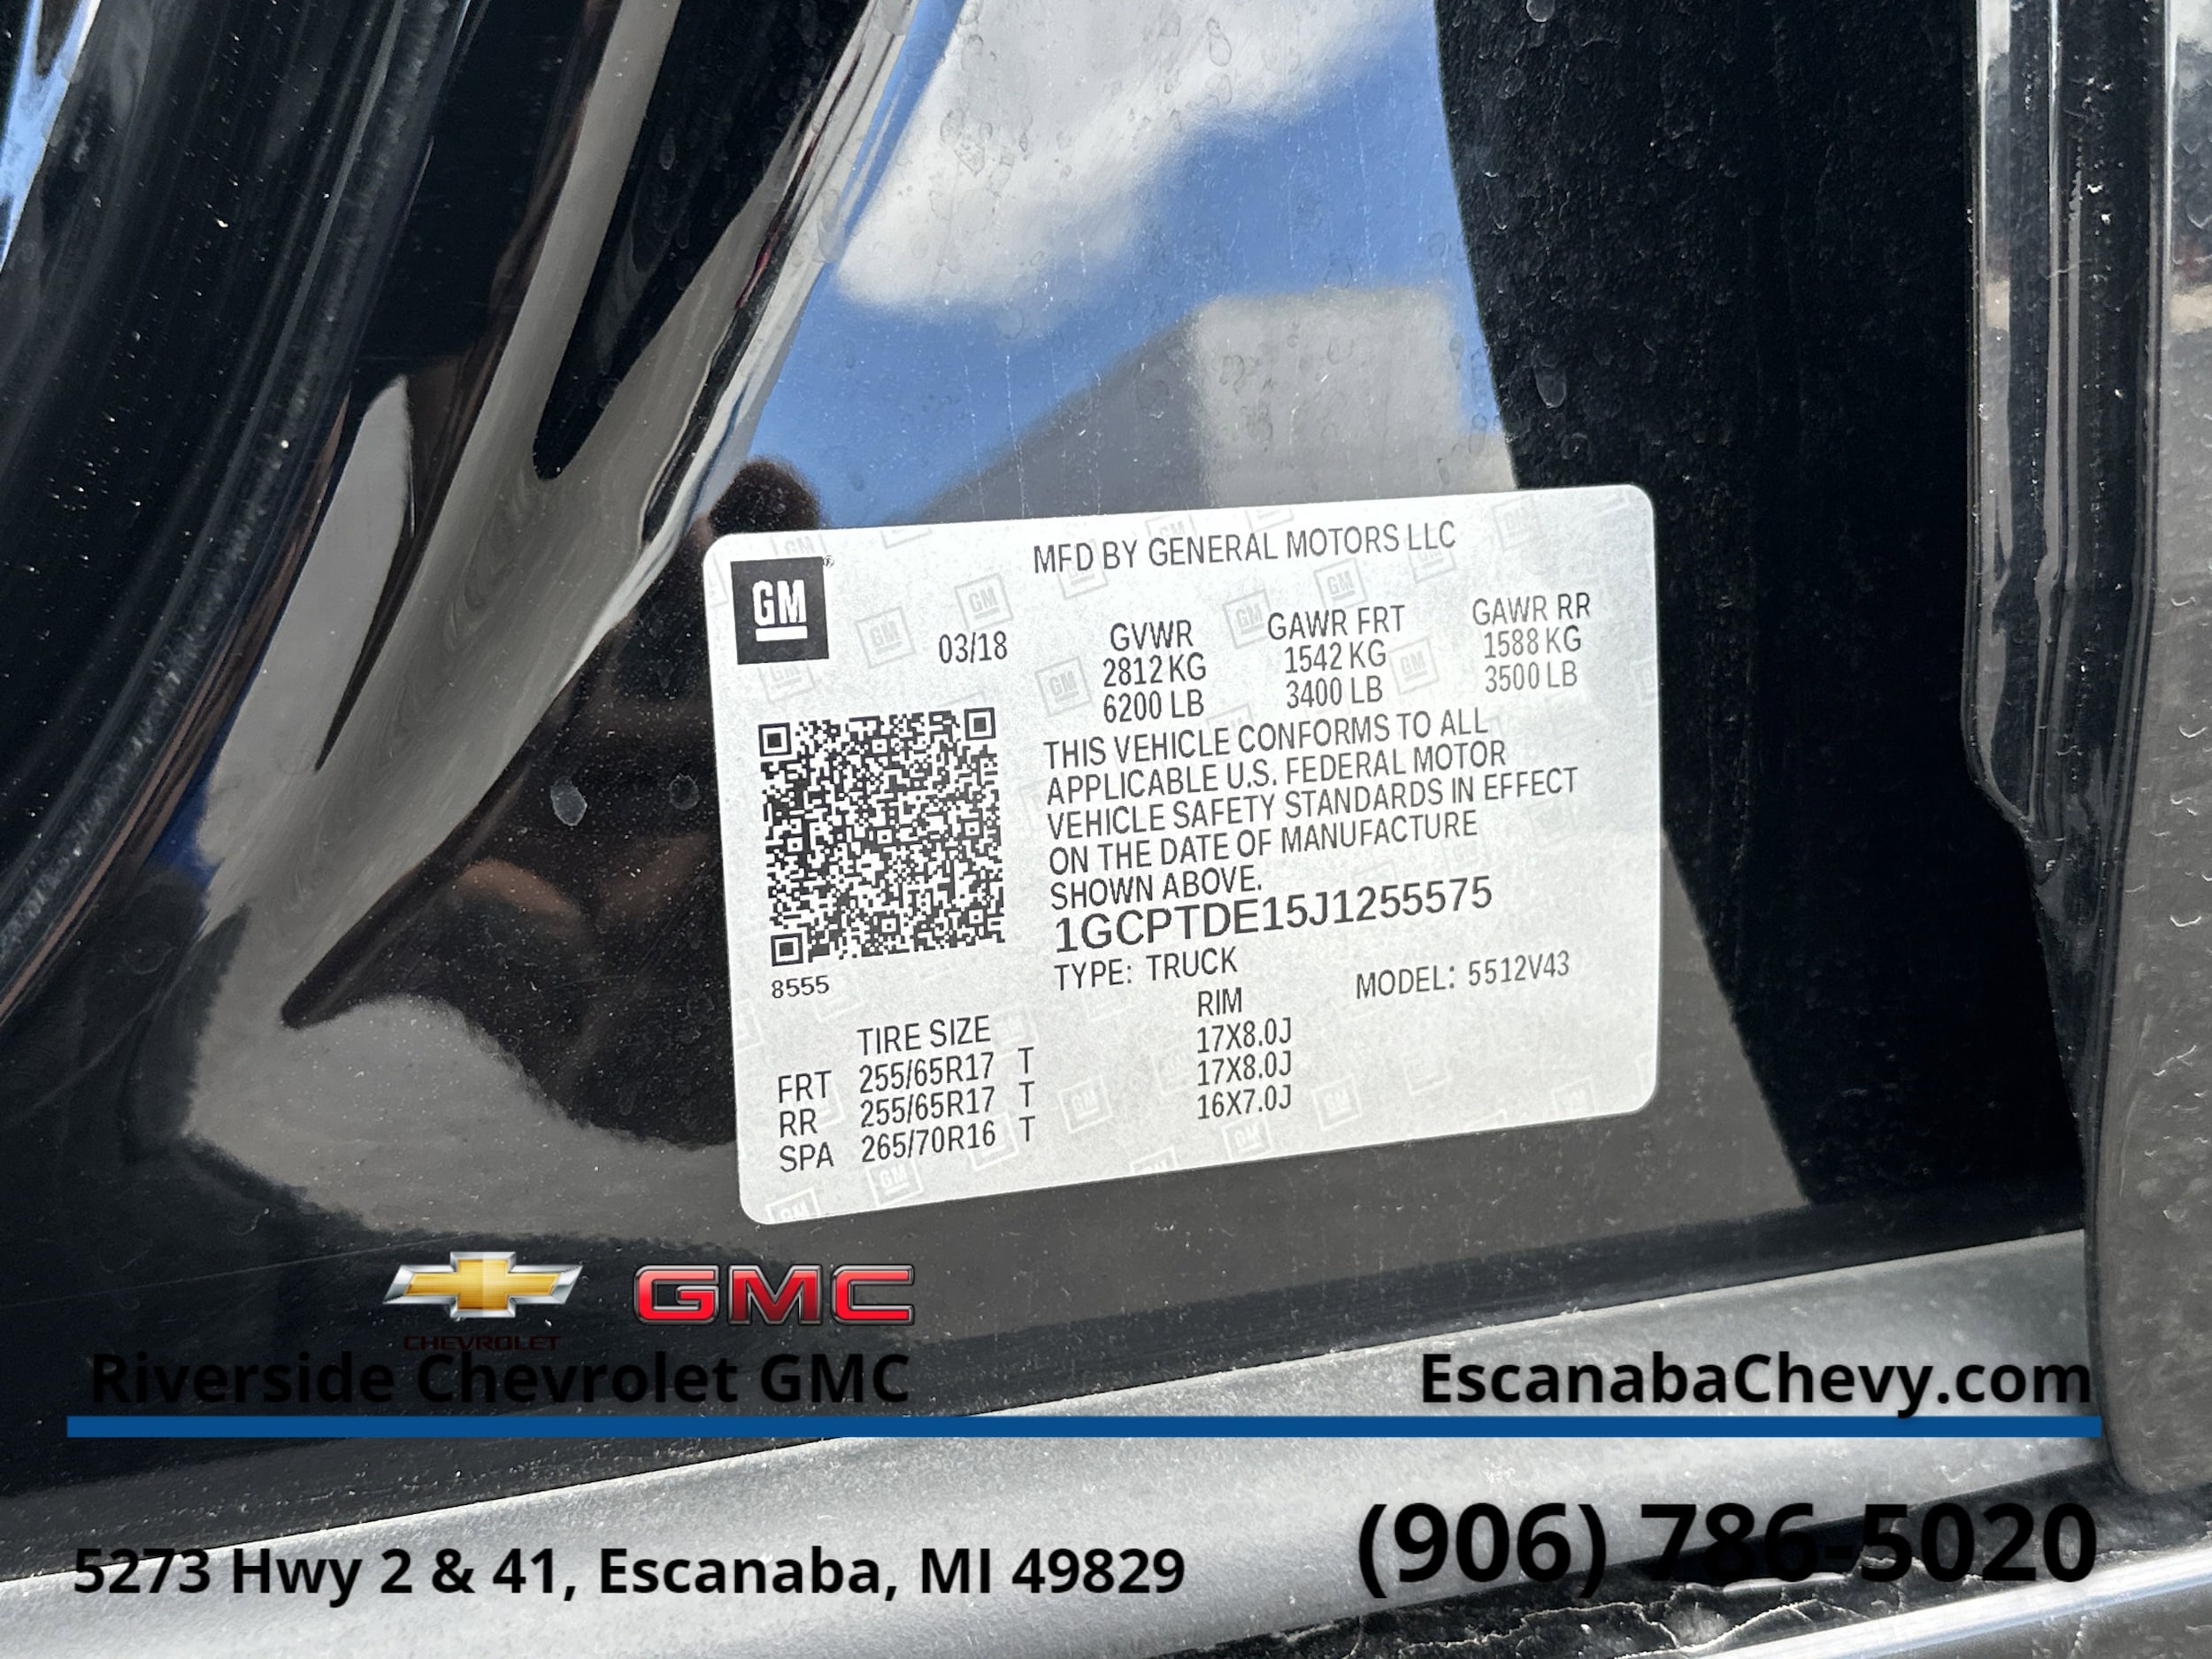 MFD BY GENERAL MOTORS LLC
GM
03/18
GVWR GAWR FRT GAWR RR
2812 KG 1542 KG 1588 KG
6200 LB 3400 LB 3500 LB
THIS VEHICLE CONFORMS TO ALL
APPLICABLE U.S. FEDERAL MOTOR
VEHICLE SAFETY STANDARDS IN EFFECT
ON THE DATE OF MANUFACTURE
SHOWN ABOVE.
1GCPTDE15J1255575
8555
TYPE: TRUCK MODEL: 5512V43
TIRE SIZE RIM
FRT 255/65R17 T 17X8.0J
RR 255/65R17 T 17X8.0J
SPA 265/70R16 T 16X7.0J
GMC
CHEVROLET
Riverside Chevrolet GMC
EscanabaChevy.com
5273 Hwy 2 & 41, Escanaba, MI 49829
(906) 786-5020